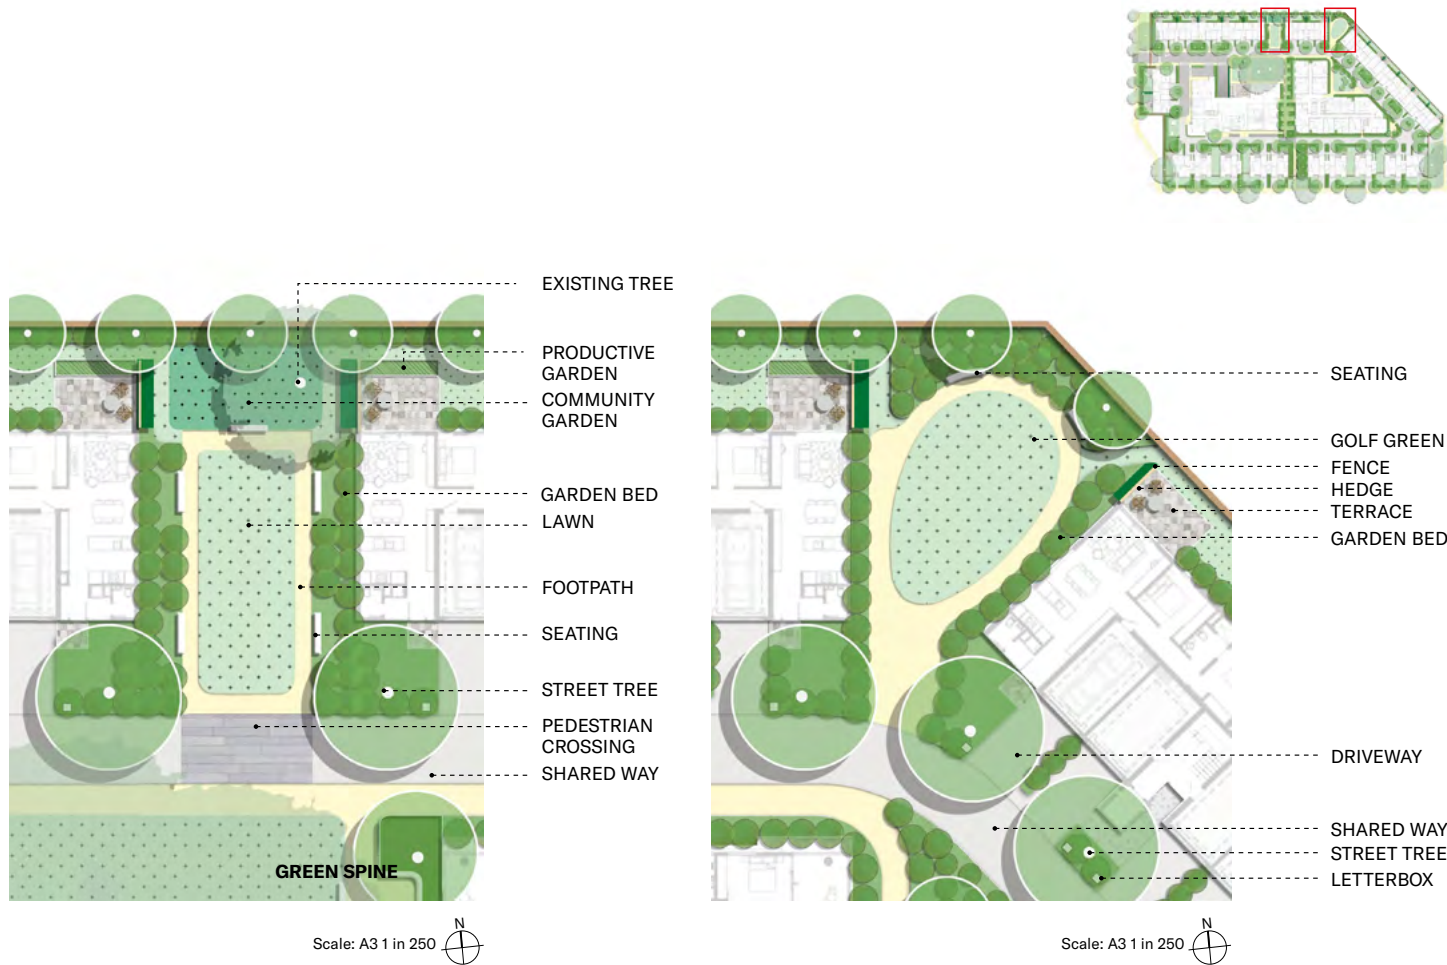 EXISTING TREE
PRODUCTIVE
GARDEN
COMMUNITY
GARDEN
GARDEN BED
LAWN
FOOTPATH
SEATING
STREET TREE
PEDESTRIAN
CROSSING
SHARED WAY
GREEN SPINE
N
Scale: A3 1 in 250
SEATING
GOLF GREEN
FENCE
HEDGE
TERRACE
GARDEN BED
DRIVEWAY
SHARED WAY
STREET TREE
LETTERBOX
N
Scale: A3 1 in 250